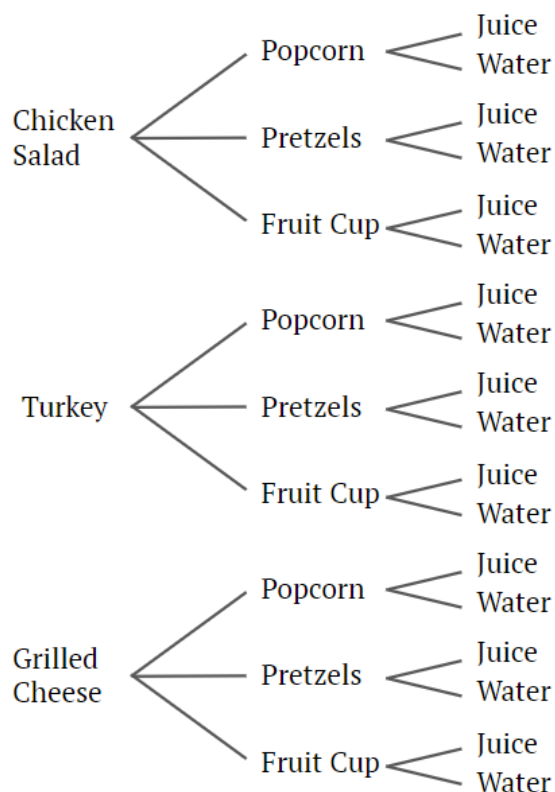 Popcorn
Juice
Water
Chicken
Salad
Pretzels
Juice
Water
Fruit Cup
Juice
Water
Popcorn
Juice
Water
Turkey
Pretzels
Juice
Water
Fruit Cup
Juice
Water
Popcorn
Juice
Water
Grilled
Cheese
Pretzels
Juice
Water
Fruit Cup
Juice
Water